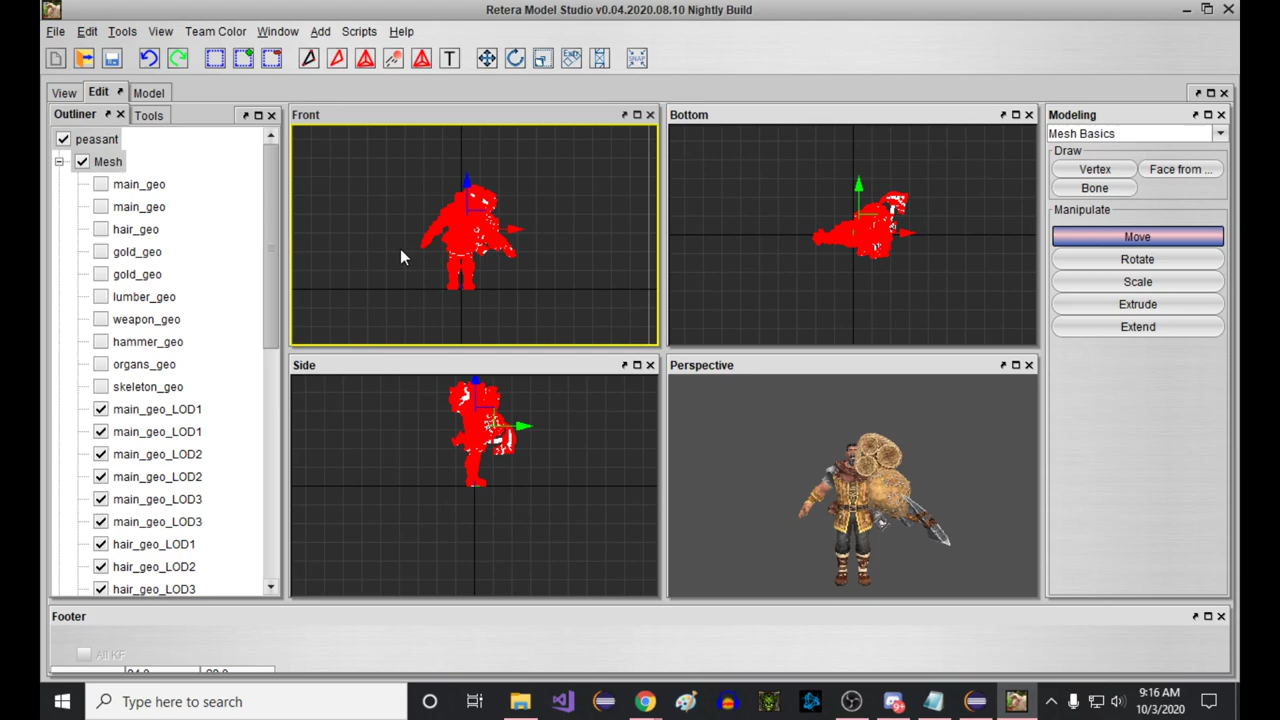 Retera Model Studio v0.04.2020.08.10 Nightly Build
File Edit Tools View Team Color Window Add Scripts Help
T
END
SNAP
View Edit Model
Outliner Tools
peasant
Mesh
main_geo
main_geo
hair_geo
gold_geo
gold_geo
lumber_geo
weapon_geo
hammer_geo
organs_geo
skeleton_geo
main_geo_LOD1
main_geo_LOD1
main_geo_LOD2
main_geo_LOD2
main_geo_LOD3
main_geo_LOD3
hair_geo_LOD1
hair_geo_LOD2
hair_geo_LOD3
Front
Bottom
Side
Perspective
Modeling
Mesh Basics
Draw
Vertex Face from ...
Bone
Manipulate
Move
Rotate
Scale
Extrude
Extend
Footer
All KF
Type here to search
9:16 AM
10/3/2020